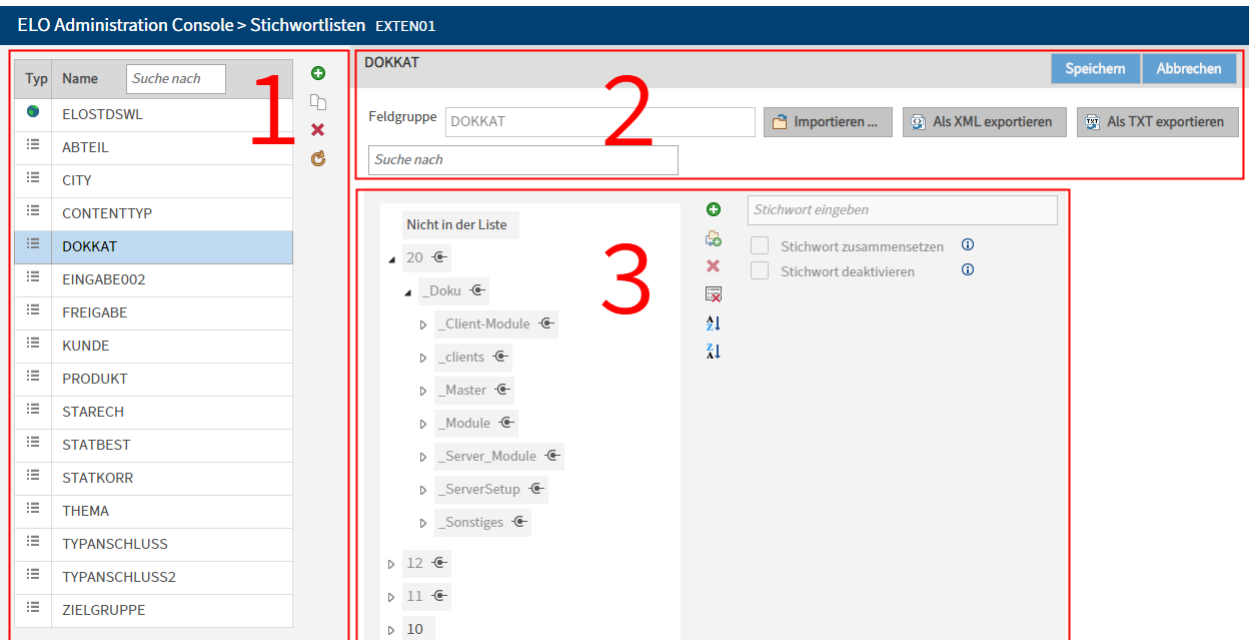 ELO Administration Console > Stichwortlisten EXTEN01
Typ Name Suche nach
ELOSTDSWL
ABTEIL
CITY
CONTENTTYP
DOKKAT
EINGABE002
FREIGABE
KUNDE
PRODUKT
STARECH
STATBEST
STATKORR
THEMA
TYPANSCHLUSS
TYPANSCHLUSS2
ZIELGRUPPE
1
DOKKAT Speichern Abbrechen
Feldgruppe DOKKAT Importieren ... Als XML exportieren TXT Als TXT exportieren
Suche nach
2
Nicht in der Liste
20
_Doku
_Client-Module
_clients
_Master
_Module
_Server_Module
_ServerSetup
_Sonstiges
12
11
10
3
A Z
Z A
Stichwort eingeben
Stichwort zusammensetzen
Stichwort deaktivieren